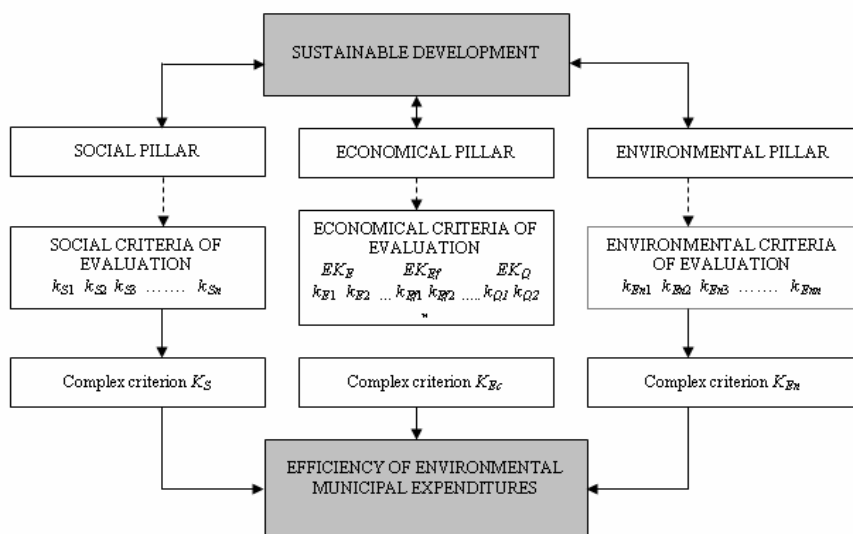 SUSTAINABLE DEVELOPMENT
SOCIAL PILLAR
ECONOMICAL PILLAR
ENVIRONMENTAL PILLAR
SOCIAL CRITERIA OF
EVALUATION
kS1 kS2 kS3 ....... kSn
ECONOMICAL CRITERIA OF
EVALUATION
EKE EKEf EKQ
kE1 kE2 ... kEf1 kEf2 ..... kQ1 kQ2
„
ENVIRONMENTAL CRITERIA
OF EVALUATION
kEn1 kEn2 kEn3 ....... kEnn
Complex criterion KS
Complex criterion KEc
Complex criterion KEn
EFFICIENCY OF ENVIRONMENTAL
MUNICIPAL EXPENDITURES